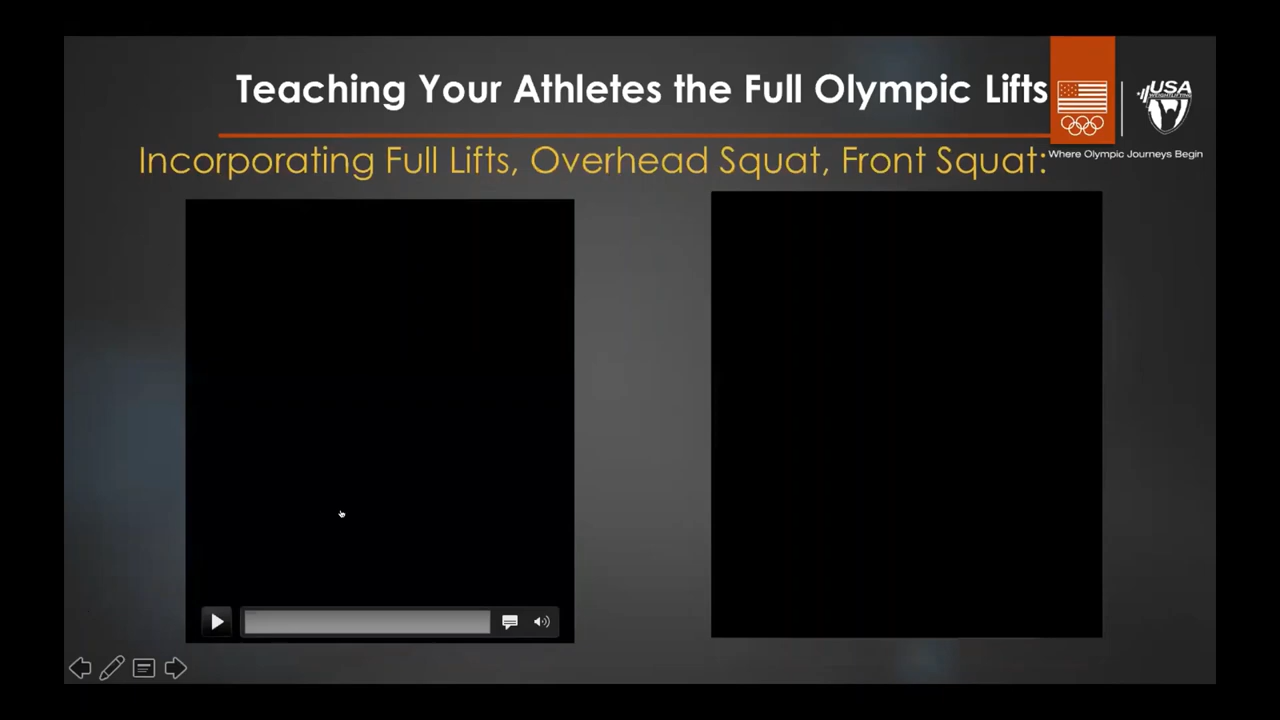 Teaching Your Athletes the Full Olympic Lifts
USA
WEIGHTLIFTING
Where Olympic Journeys Begin
Incorporating Full Lifts, Overhead Squat, Front Squat: